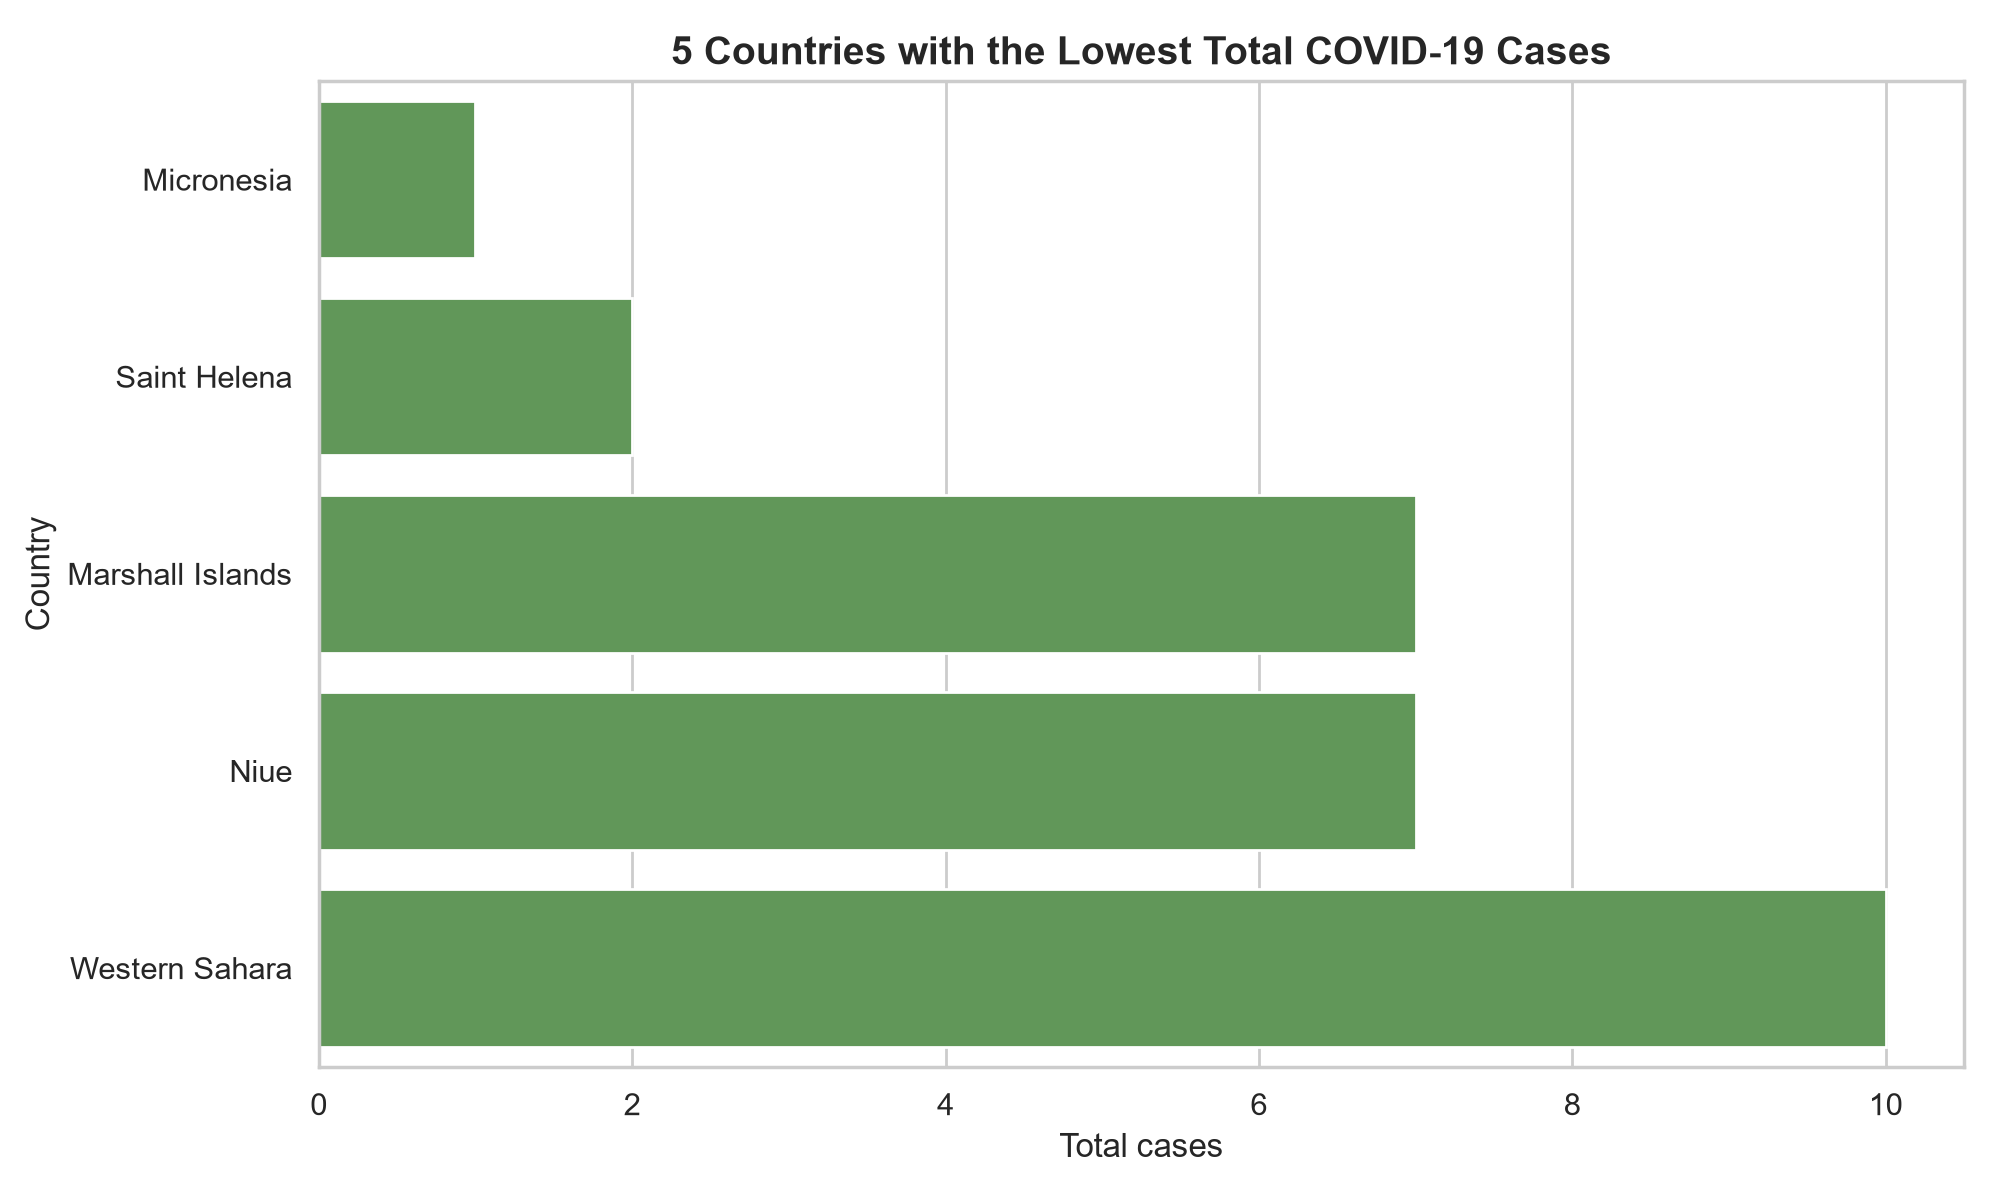 5 Countries with the Lowest Total COVID-19 Cases
Country
Micronesia
Saint Helena
Marshall Islands
Niue
Western Sahara
0 2 4 6 8 10
Total cases